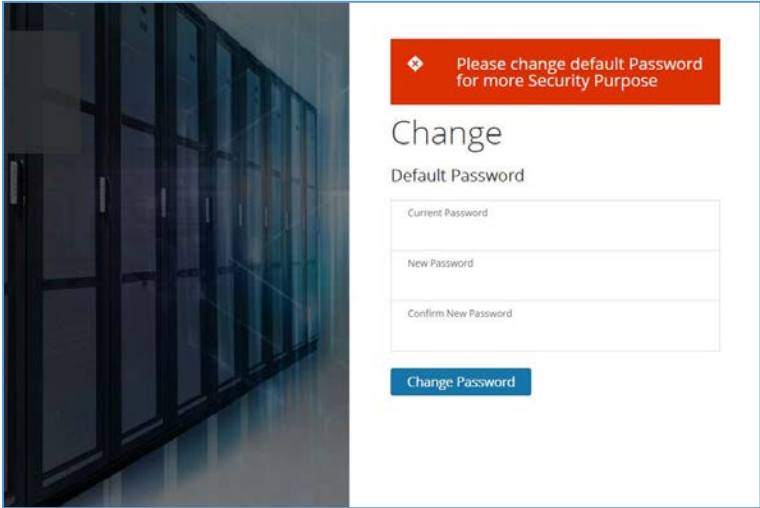 Please change default Password
for more Security Purpose
Change
Default Password
Current Password
New Password
Confirm New Password
Change Password